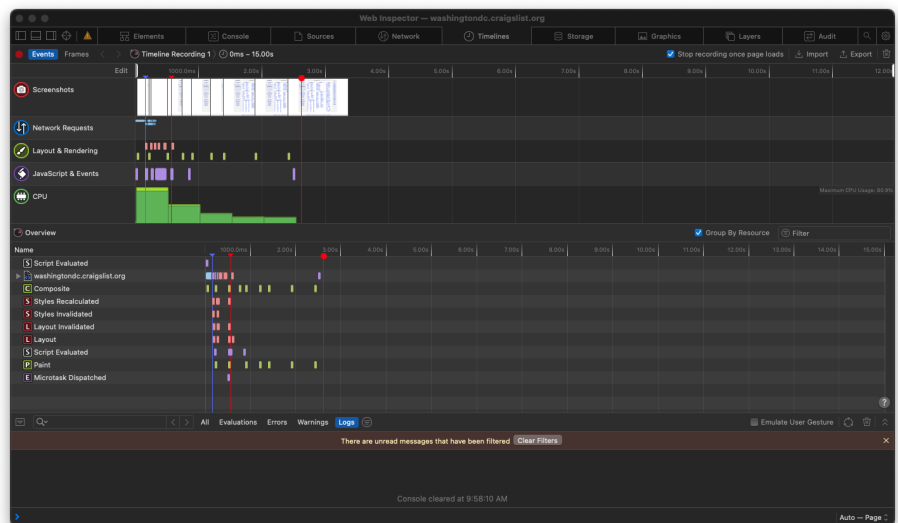 Web Inspector — washingtondc.craigslist.org
Elements Console Sources Network Timelines Storage Graphics Layers Audit
Events Frames Timeline Recording 1 0ms – 15.00s Stop recording once page loads Import Export
Edit 1000.0ms 2.00s 3.00s 4.00s 5.00s 6.00s 7.00s 8.00s 9.00s 10.00s 11.00s 12.00s
Screenshots
Network Requests
Layout & Rendering
JavaScript & Events
CPU
Overview Group By Resource Filter
Name 1000.0ms 2.00s 3.00s 4.00s 5.00s 6.00s 7.00s 8.00s 9.00s 10.00s 11.00s 12.00s 13.00s 14.00s 15.00s
S Script Evaluated
washingtondc.craigslist.org
C Composite
S Styles Recalculated
S Styles Invalidated
L Layout Invalidated
L Layout
S Script Evaluated
P Paint
E Microtask Dispatched
?
All Evaluations Errors Warnings Logs Emulate User Gesture
There are unread messages that have been filtered Clear Filters
Console cleared at 9:58:10 AM
Auto — Page